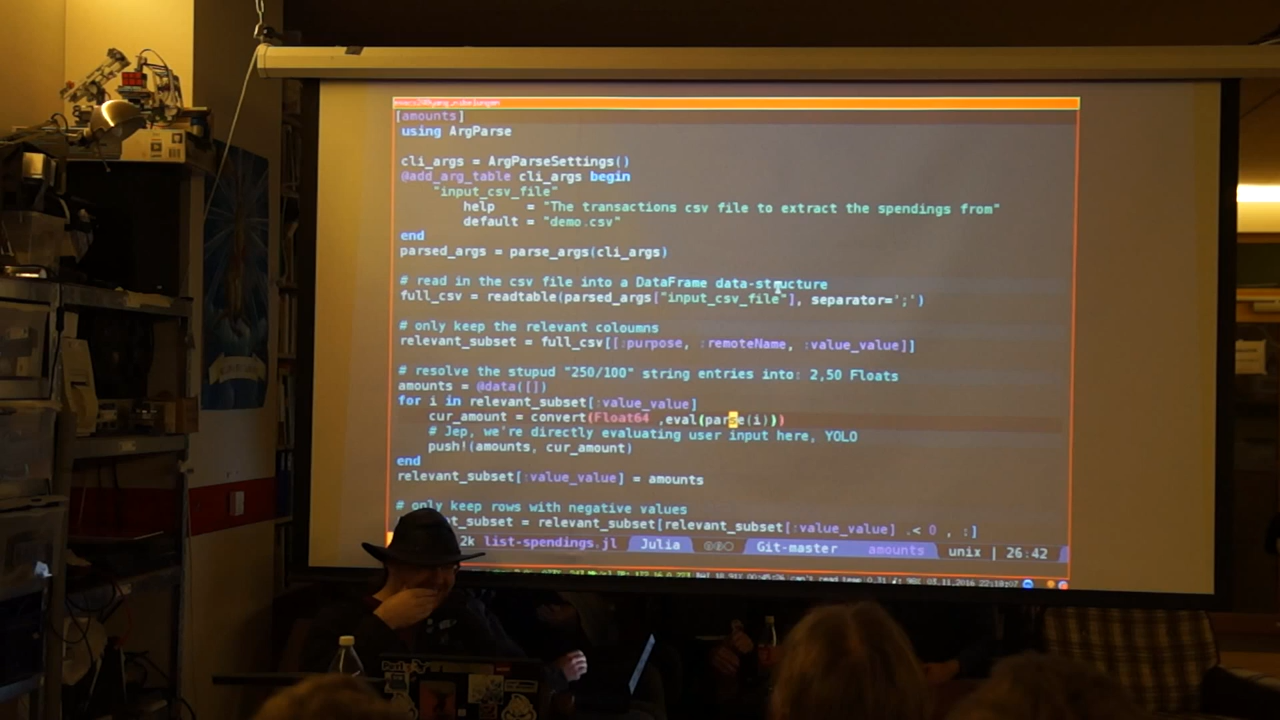 [amounts]
using ArgParse
cli_args = ArgParseSettings()
@add_arg_table cli_args begin
"input_csv_file"
help = "The transactions csv file to extract the spendings from"
default = "demo.csv"
end
parsed_args = parse_args(cli_args)
# read in the csv file into a DataFrame data-structure
full_csv = readtable(parsed_args["input_csv_file"], separator=';')
# only keep the relevant coloumns
relevant_subset = full_csv[[:purpose, :remoteName, :value_value]]
# resolve the stupud "250/100" string entries into: 2,50 Floats
amounts = @data([])
for i in relevant_subset[:value_value]
cur_amount = convert(Float64 ,eval(parse(i)))
# Jep, we're directly evaluating user input here, YOLO
push!(amounts, cur_amount)
end
relevant_subset[:value_value] = amounts
# only keep rows with negative values
t_subset = relevant_subset[relevant_subset[:value_value] .< 0 , :]
2k list-spendings.jl Julia Git-master amounts unix | 26:42